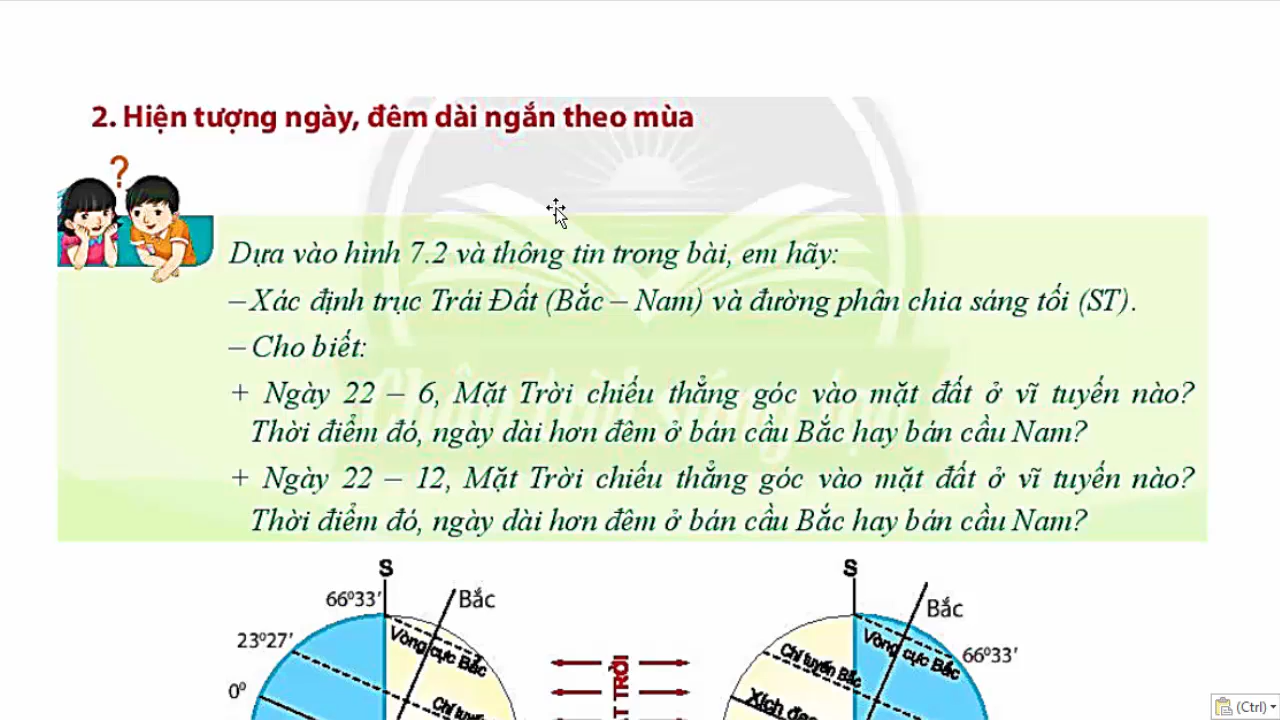 2. Hiện tượng ngày, đêm dài ngắn theo mùa
?
Dựa vào hình 7.2 và thông tin trong bài, em hãy:
– Xác định trục Trái Đất (Bắc – Nam) và đường phân chia sáng tối (ST).
– Cho biết:
+ Ngày 22 – 6, Mặt Trời chiếu thẳng góc vào mặt đất ở vĩ tuyến nào?
Thời điểm đó, ngày dài hơn đêm ở bán cầu Bắc hay bán cầu Nam?
+ Ngày 22 – 12, Mặt Trời chiếu thẳng góc vào mặt đất ở vĩ tuyến nào?
Thời điểm đó, ngày dài hơn đêm ở bán cầu Bắc hay bán cầu Nam?
S
66°33'
Bắc
23°27'
Vòng cực Bắc
0°
TRỜI
S
Bắc
Vòng cực Bắc
66°33'
Chí tuyến Bắc
(Ctrl)